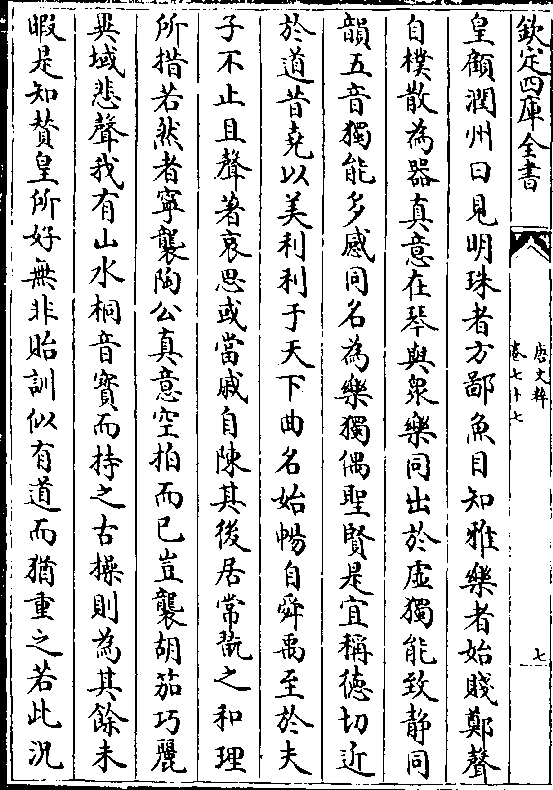 欽定四庫全書
唐文粹
卷七十七
七
皇顧潤州曰見明珠者方鄙魚目知雅樂者始賤鄭聲
自樸散為器真意在琴與衆樂同出於虛獨能致静同
韻五音獨能多感同名為樂獨偶聖賢是宜稱德切近
於道昔堯以美利利于天下曲名始暢自舜禹至於夫
子不止且聲著哀思或當戚自陳其後居常翫之和理
所措若然者寧襲陶公真意空拍而已豈襲胡笳巧麗
異域悲聲我有山水桐音寳而持之古操則為其餘未
暇是知賛皇所好無非貽訓似有道而猶重之若此况